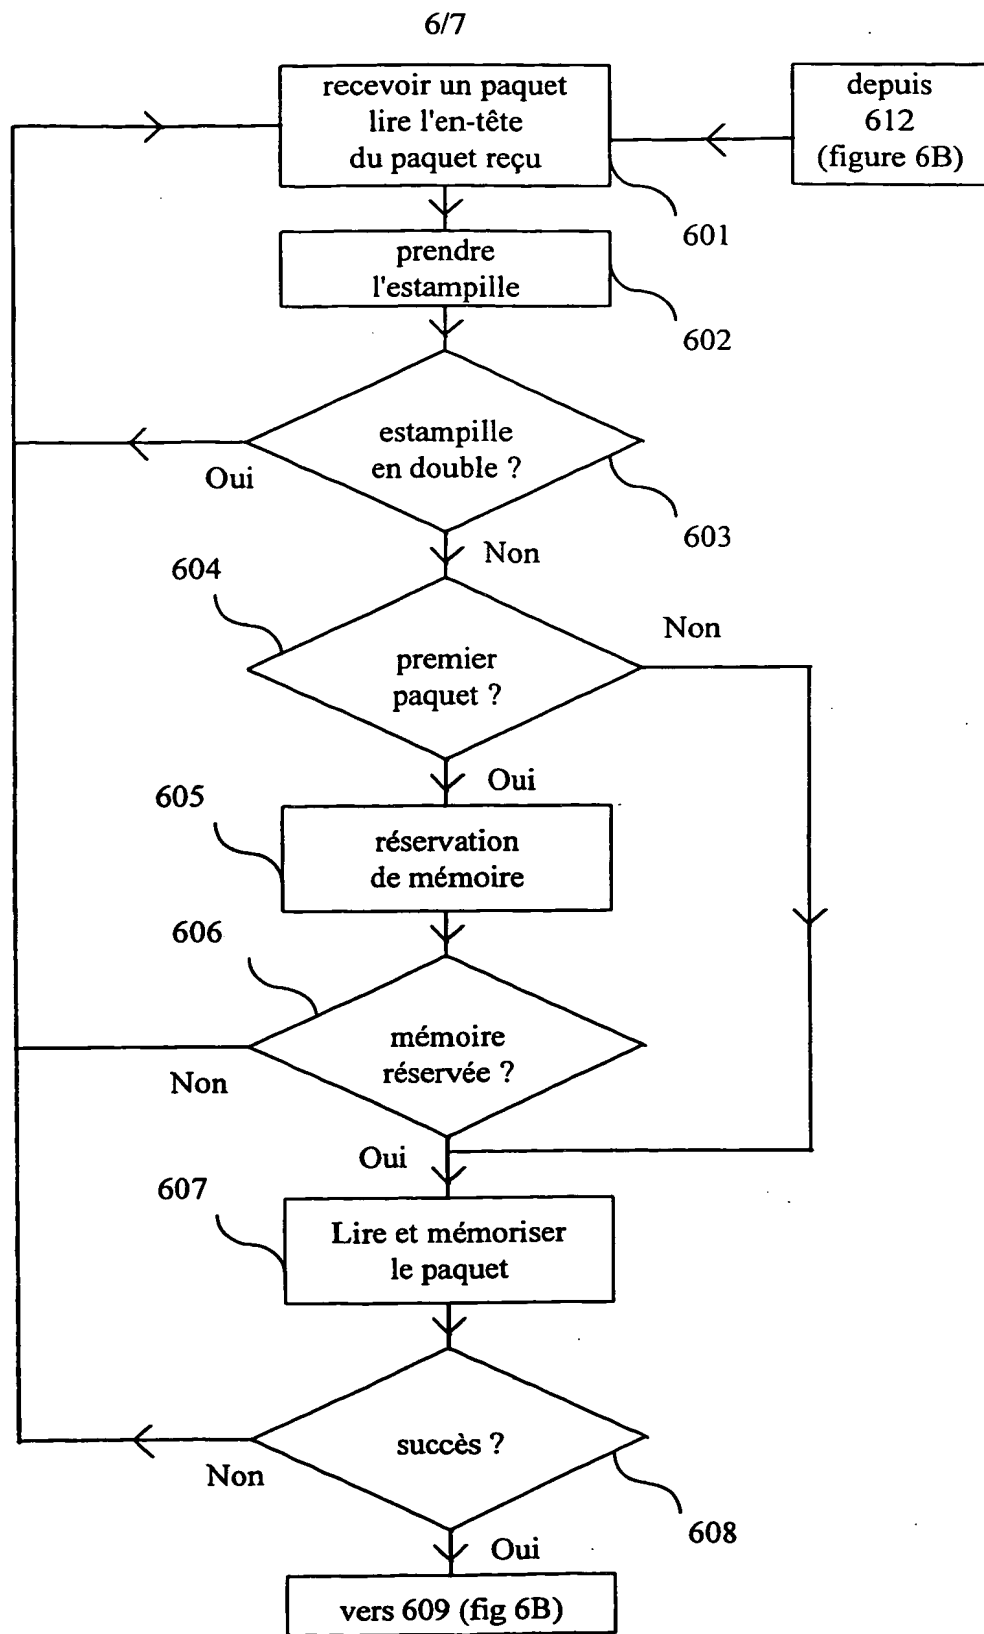 6/7
recevoir un paquet
lire l'en-tête
du paquet reçu
depuis
612
(figure 6B)
601
prendre
l'estampille
602
estampille
en double ?
Oui
603
Non
604
Non
premier
paquet ?
Oui
605
réservation
de mémoire
606
mémoire
réservée ?
Non
Oui
607
Lire et mémoriser
le paquet
succès ?
Non
608
Oui
vers 609 (fig 6B)